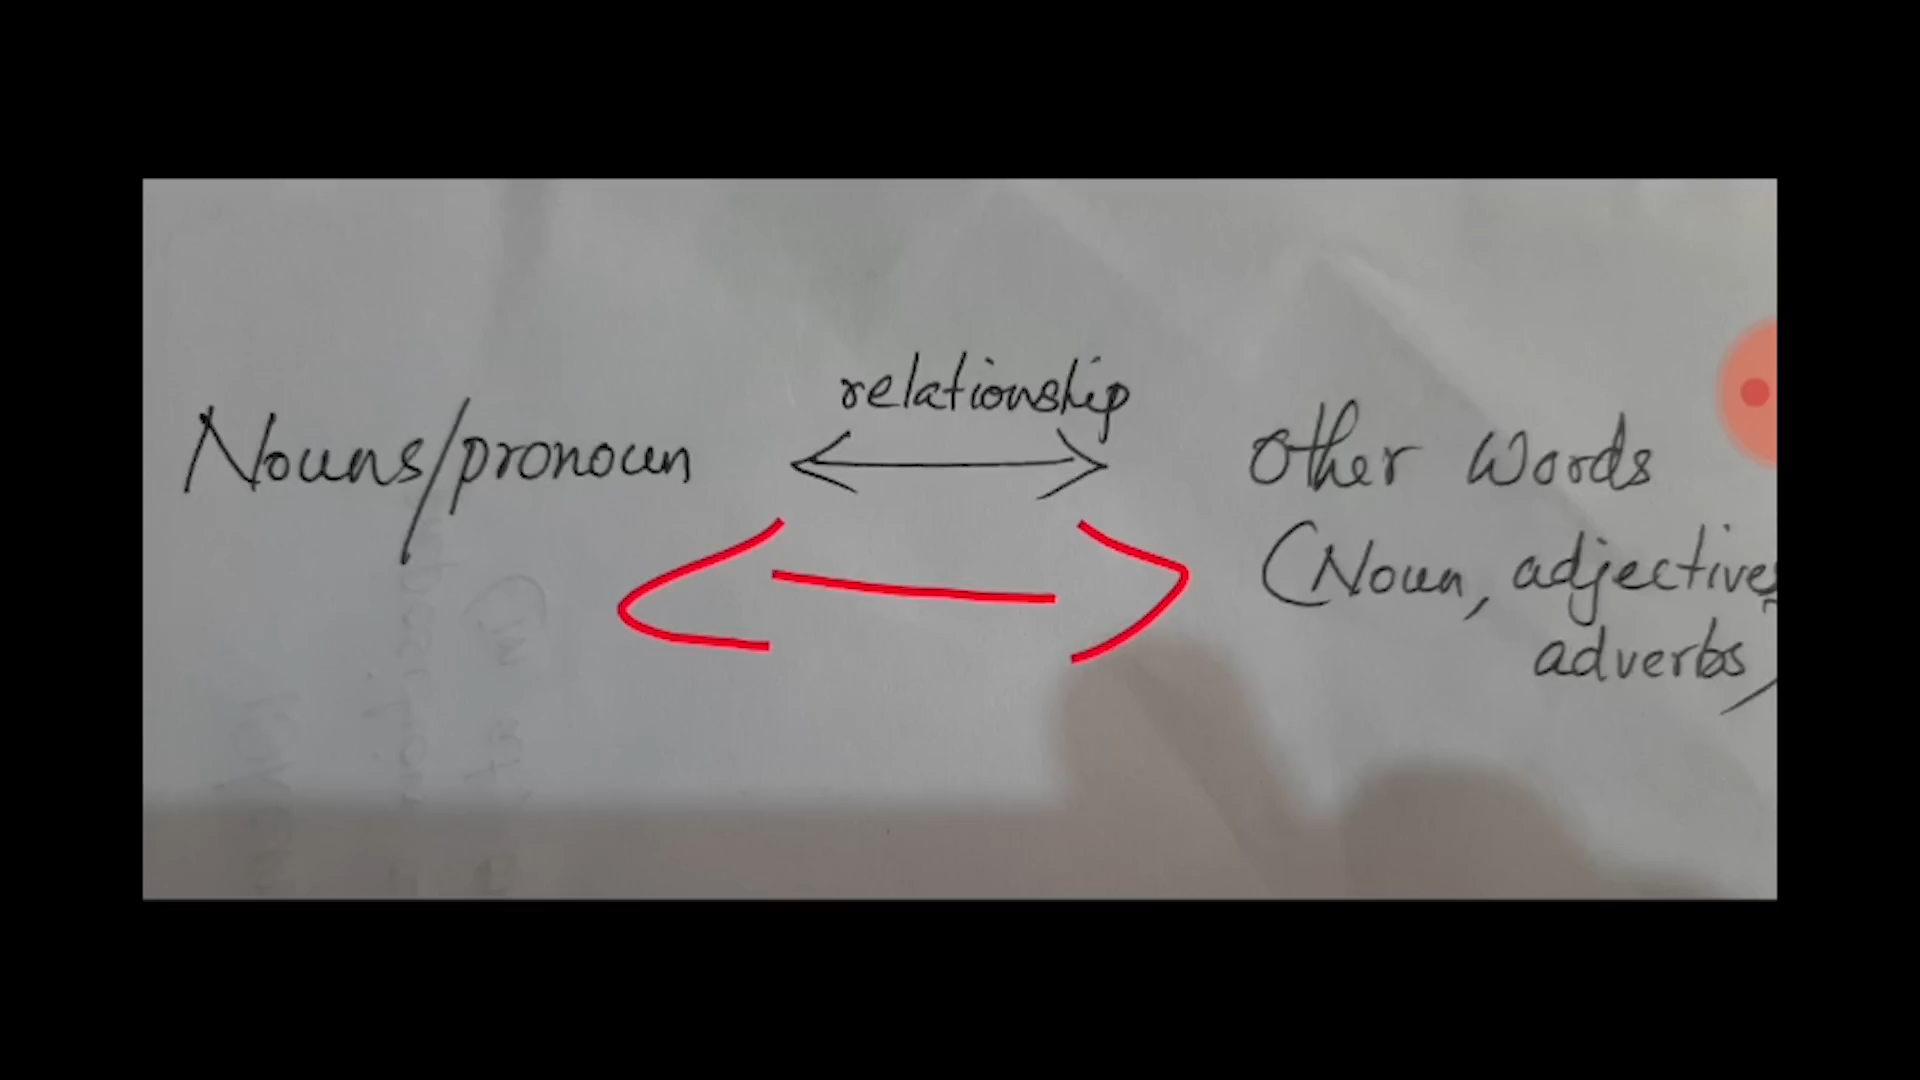 relationship
Nouns/pronoun Other Words
(Noun, adjective,
adverbs)